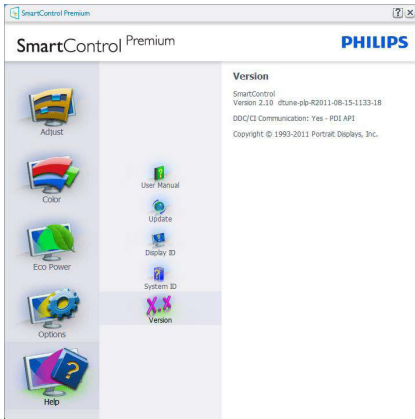 SmartControl Premium
SmartControl Premium
PHILIPS
Adjust
Color
Eco Power
Options
Help
User Manual
Update
Display ID
System ID
X.X
Version
Version
SmartControl
Version 2.10 dtune-plp-R2011-08-15-1133-18
DDC/CI Communication: Yes - PDI API
Copyright © 1993-2011 Portrait Displays, Inc.